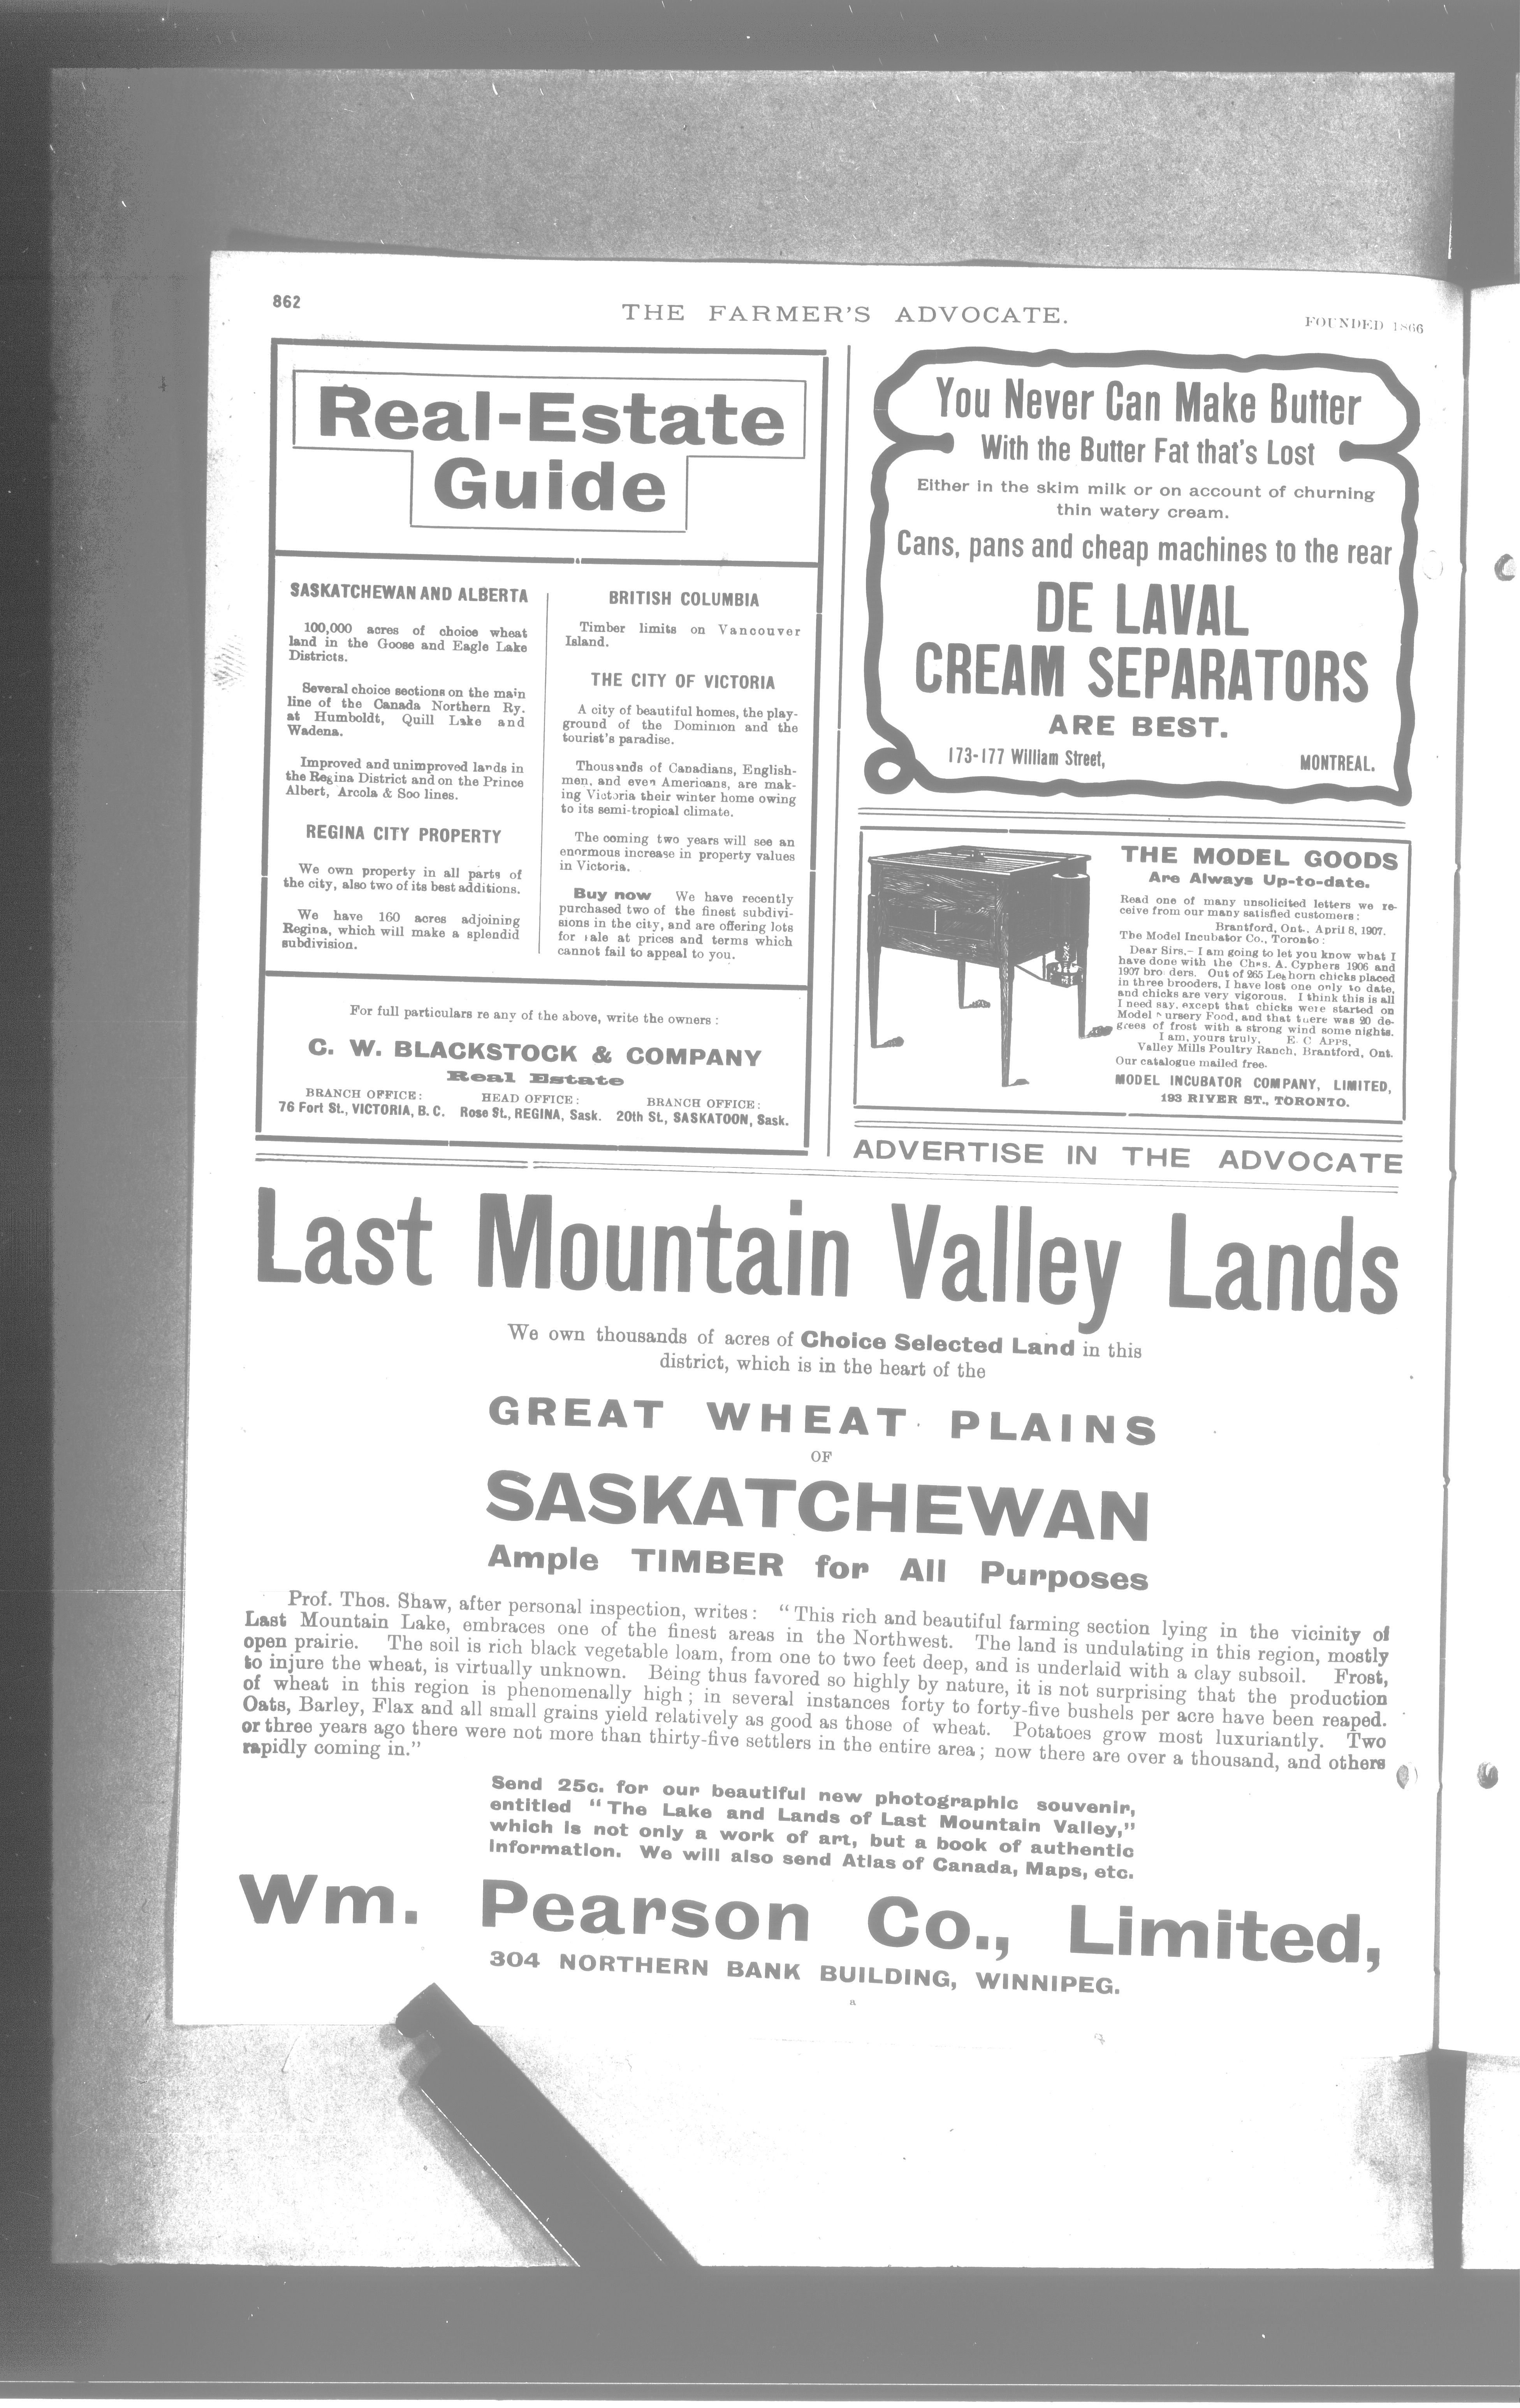 862
THE FARMER'S ADVOCATE.
FOUNDED 1866
Real-Estate
Guide
SASKATCHEWAN AND ALBERTA
100,000 acres of choice wheat
land in the Goose and Eagle Lake
Districts.
Several choice sections on the main
line of the Canada Northern Ry.
at Humboldt, Quill Lake and
Wadena.
Improved and unimproved lands in
the Regina District and on the Prince
Albert, Arcola & Soo lines.
REGINA CITY PROPERTY
We own property in all parts of
the city, also two of its best additions.
We have 160 acres adjoining
Regina, which will make a splendid
subdivision.
BRITISH COLUMBIA
Timber limits on Vancouver
Island.
THE CITY OF VICTORIA
A city of beautiful homes, the play-
ground of the Dominion and the
tourist's paradise.
Thousands of Canadians, English-
men, and even Americans, are mak-
ing Victoria their winter home owing
to its semi-tropical climate.
The coming two years will see an
enormous increase in property values
in Victoria.
Buy now We have recently
purchased two of the finest subdivi-
sions in the city, and are offering lots
for sale at prices and terms which
cannot fail to appeal to you.
For full particulars re any of the above, write the owners :
C. W. BLACKSTOCK & COMPANY
Real Estate
BRANCH OFFICE: HEAD OFFICE: BRANCH OFFICE:
76 Fort St., VICTORIA, B. C. Rose St., REGINA, Sask. 20th St., SASKATOON, Sask.
You Never Can Make Butter
With the Butter Fat that's Lost
Either in the skim milk or on account of churning
thin watery cream.
Cans, pans and cheap machines to the rear
DE LAVAL
CREAM SEPARATORS
ARE BEST.
173-177 William Street, MONTREAL.
THE MODEL GOODS
Are Always Up-to-date.
Read one of many unsolicited letters we re-
ceive from our many satisfied customers :
Brantford, Ont., April 8, 1907.
The Model Incubator Co., Toronto :
Dear Sirs,– I am going to let you know what I
have done with the Chas. A. Cyphers 1906 and
1907 brooders. Out of 265 Leghorn chicks placed
in three brooders, I have lost one only to date,
and chicks are very vigorous. I think this is all
I need say, except that chicks were started on
Model Nursery Food, and that there was 20 de-
grees of frost with a strong wind some nights.
I am, yours truly, E. C. APPS,
Valley Mills Poultry Ranch, Brantford, Ont.
Our catalogue mailed free.
MODEL INCUBATOR COMPANY, LIMITED,
193 RIVER ST., TORONTO.
ADVERTISE IN THE ADVOCATE
Last Mountain Valley Lands
We own thousands of acres of Choice Selected Land in this
district, which is in the heart of the
GREAT WHEAT PLAINS
OF
SASKATCHEWAN
Ample TIMBER for All Purposes
Prof. Thos. Shaw, after personal inspection, writes : "This rich and beautiful farming section lying in the vicinity of
Last Mountain Lake, embraces one of the finest areas in the Northwest. The land is undulating in this region, mostly
open prairie. The soil is rich black vegetable loam, from one to two feet deep, and is underlaid with a clay subsoil. Frost,
to injure the wheat, is virtually unknown. Being thus favored so highly by nature, it is not surprising that the production
of wheat in this region is phenomenally high ; in several instances forty to forty-five bushels per acre have been reaped.
Oats, Barley, Flax and all small grains yield relatively as good as those of wheat. Potatoes grow most luxuriantly. Two
or three years ago there were not more than thirty-five settlers in the entire area ; now there are over a thousand, and others
rapidly coming in."
Send 25c. for our beautiful new photographic souvenir,
entitled "The Lake and Lands of Last Mountain Valley,"
which is not only a work of art, but a book of authentic
information. We will also send Atlas of Canada, Maps, etc.
Wm. Pearson Co., Limited,
304 NORTHERN BANK BUILDING, WINNIPEG.